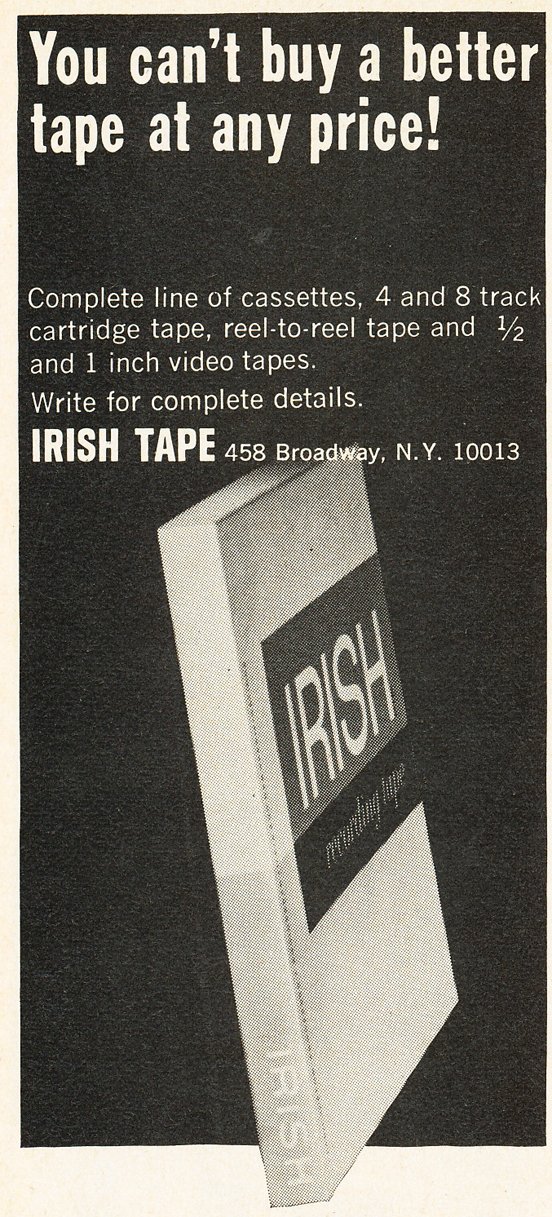 You can't buy a better
tape at any price!
Complete line of cassettes, 4 and 8 track
cartridge tape, reel-to-reel tape and ½
and 1 inch video tapes.
Write for complete details.
IRISH TAPE 458 Broadway, N.Y. 10013
IRISH
recording tape
IRISH